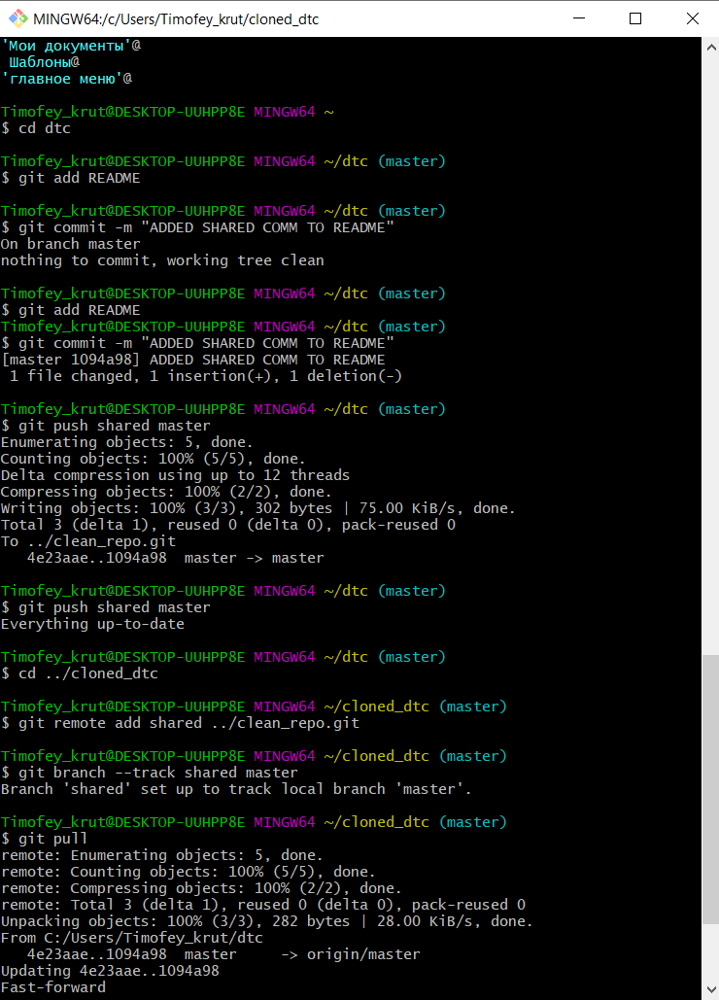 MINGW64:/c/Users/Timofey_krut/cloned_dtc
'Мои документы'@
Шаблоны@
'главное меню'@
Timofey_krut@DESKTOP-UUHPP8E MINGW64 ~
$ cd dtc
Timofey_krut@DESKTOP-UUHPP8E MINGW64 ~/dtc (master)
$ git add README
Timofey_krut@DESKTOP-UUHPP8E MINGW64 ~/dtc (master)
$ git commit -m "ADDED SHARED COMM TO README"
On branch master
nothing to commit, working tree clean
Timofey_krut@DESKTOP-UUHPP8E MINGW64 ~/dtc (master)
$ git add README
Timofey_krut@DESKTOP-UUHPP8E MINGW64 ~/dtc (master)
$ git commit -m "ADDED SHARED COMM TO README"
[master 1094a98] ADDED SHARED COMM TO README
1 file changed, 1 insertion(+), 1 deletion(-)
Timofey_krut@DESKTOP-UUHPP8E MINGW64 ~/dtc (master)
$ git push shared master
Enumerating objects: 5, done.
Counting objects: 100% (5/5), done.
Delta compression using up to 12 threads
Compressing objects: 100% (2/2), done.
Writing objects: 100% (3/3), 302 bytes | 75.00 KiB/s, done.
Total 3 (delta 1), reused 0 (delta 0), pack-reused 0
To ../clean_repo.git
4e23aae..1094a98  master -> master
Timofey_krut@DESKTOP-UUHPP8E MINGW64 ~/dtc (master)
$ git push shared master
Everything up-to-date
Timofey_krut@DESKTOP-UUHPP8E MINGW64 ~/dtc (master)
$ cd ../cloned_dtc
Timofey_krut@DESKTOP-UUHPP8E MINGW64 ~/cloned_dtc (master)
$ git remote add shared ../clean_repo.git
Timofey_krut@DESKTOP-UUHPP8E MINGW64 ~/cloned_dtc (master)
$ git branch --track shared master
Branch 'shared' set up to track local branch 'master'.
Timofey_krut@DESKTOP-UUHPP8E MINGW64 ~/cloned_dtc (master)
$ git pull
remote: Enumerating objects: 5, done.
remote: Counting objects: 100% (5/5), done.
remote: Compressing objects: 100% (2/2), done.
remote: Total 3 (delta 1), reused 0 (delta 0), pack-reused 0
Unpacking objects: 100% (3/3), 282 bytes | 28.00 KiB/s, done.
From C:/Users/Timofey_krut/dtc
4e23aae..1094a98  master     -> origin/master
Updating 4e23aae..1094a98
Fast-forward